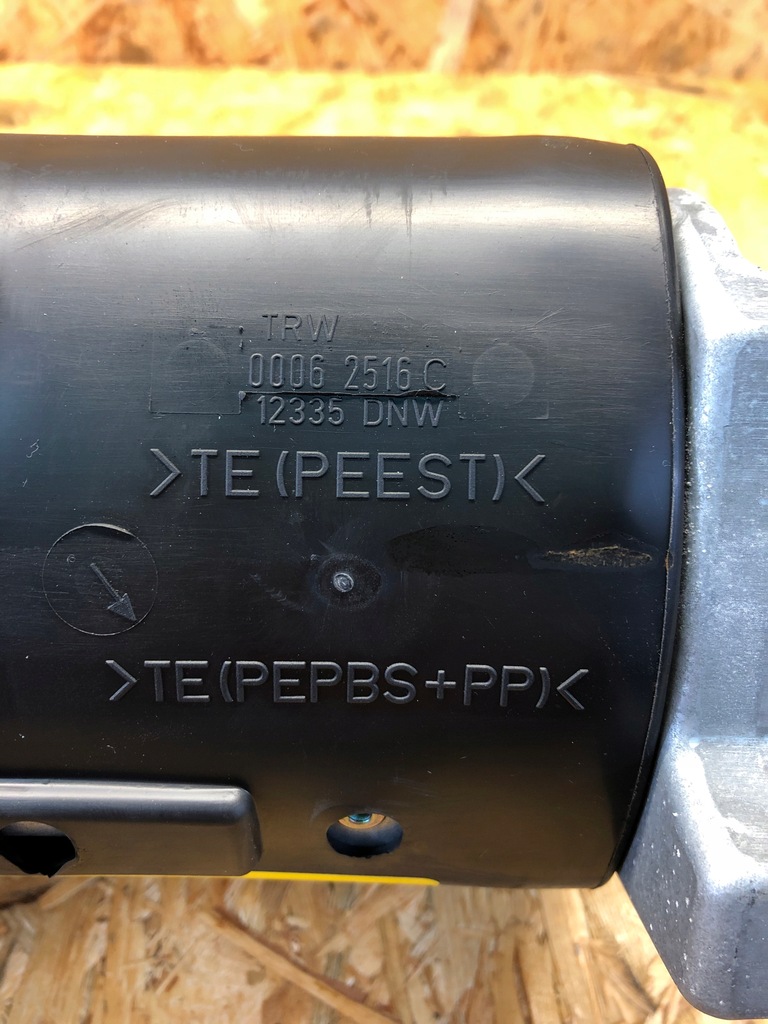 TRW
0006 2516 C
12335 DNW
>TE (PEEST)<
>TE(PEPBS+PP)<